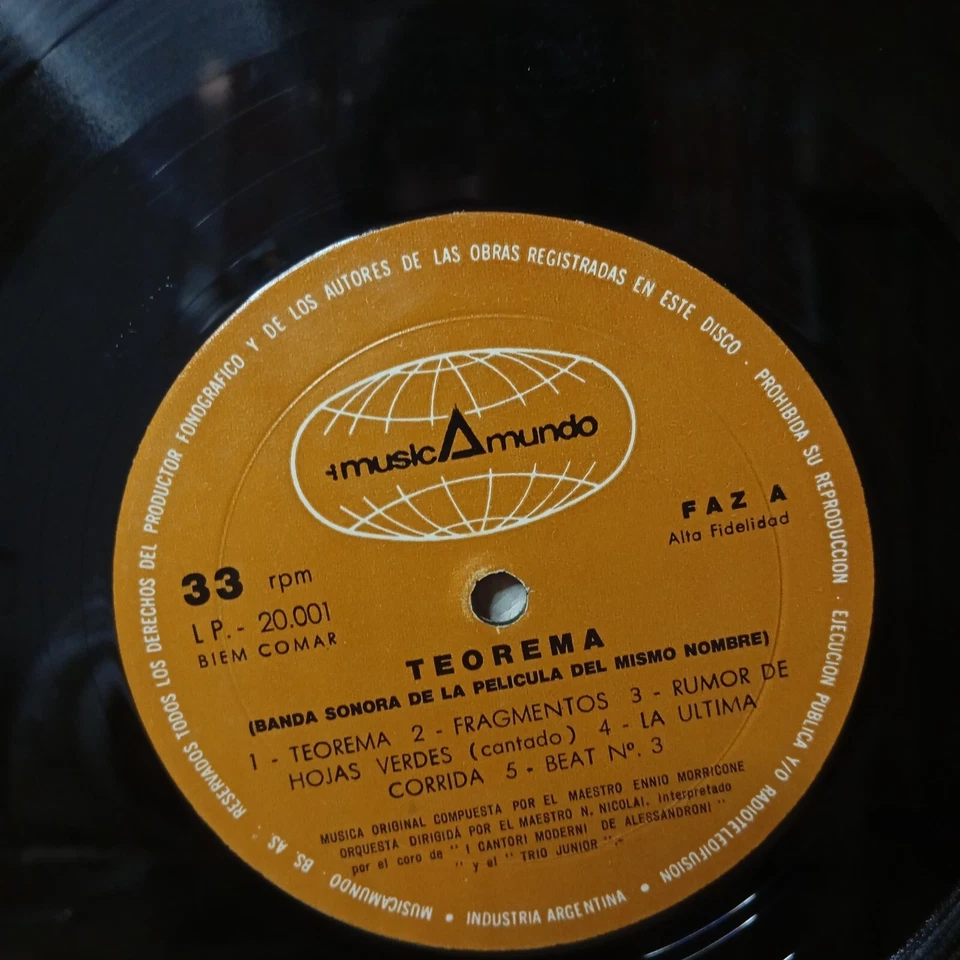 RESERVADOS TODOS LOS DERECHOS DEL PRODUCTOR FONOGRAFICO Y DE LOS AUTORES DE LAS OBRAS REGISTRADAS EN ESTE DISCO · PROHIBIDA SU REPRODUCCION · EJECUCION PUBLICA Y/O RADIOTELEDIFUSION • INDUSTRIA ARGENTINA • MUSICAMUNDO · BS. AS. :
musicAmundo
FAZ A
Alta Fidelidad
33 rpm
LP. - 20.001
BIEM COMAR
TEOREMA
(BANDA SONORA DE LA PELICULA DEL MISMO NOMBRE)
1 - TEOREMA 2 - FRAGMENTOS 3 - RUMOR DE
HOJAS VERDES (cantado) 4 - LA ULTIMA
CORRIDA 5 - BEAT Nº. 3
MUSICA ORIGINAL COMPUESTA POR EL MAESTRO ENNIO MORRICONE
ORQUESTA DIRIGIDA POR EL MAESTRO N. NICOLAI, interpretado
por el coro de " I CANTORI MODERNI DE ALESSANDRONI "
" y el " TRIO JUNIOR ".-